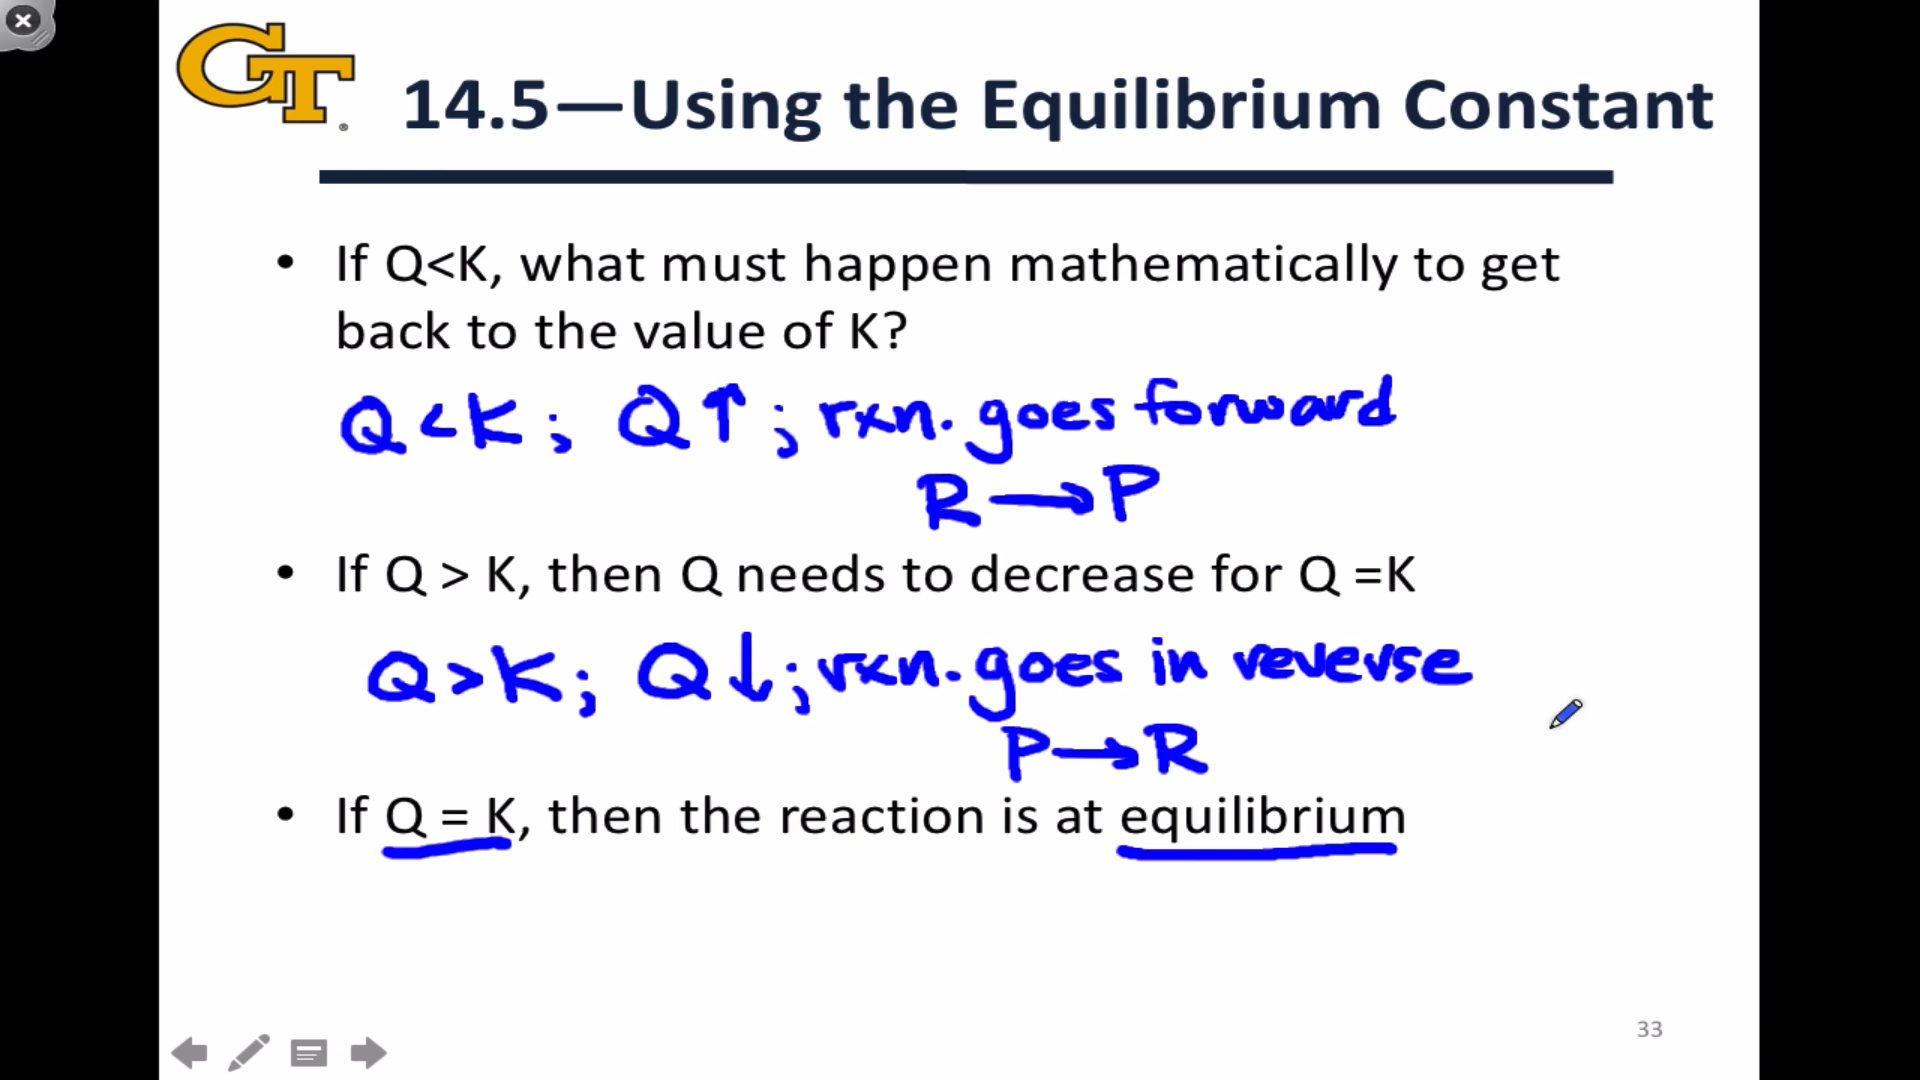 GT
14.5—Using the Equilibrium Constant
• If Q<K, what must happen mathematically to get
back to the value of K?
Q < K ; Q ↑ ; rxn. goes forward
R → P
• If Q > K, then Q needs to decrease for Q =K
Q > K ; Q ↓ ; rxn. goes in reverse
P → R
• If Q = K, then the reaction is at equilibrium
33